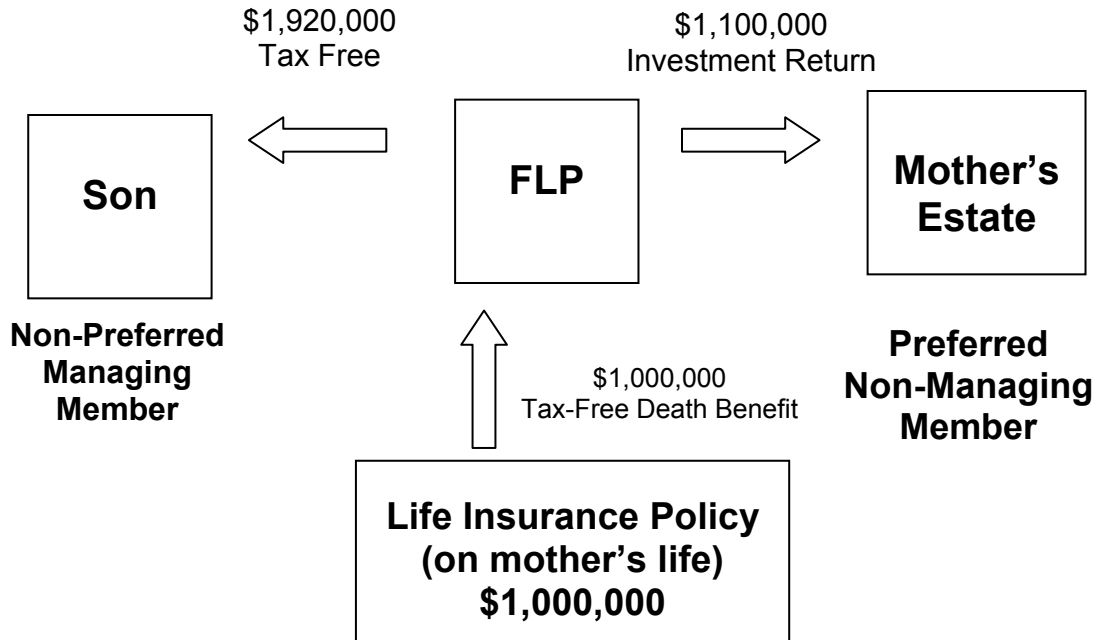 $1,920,000
Tax Free
$1,100,000
Investment Return
Son
FLP
Mother's
Estate
Non-Preferred
Managing
Member
$1,000,000
Tax-Free Death Benefit
Preferred
Non-Managing
Member
Life Insurance Policy
(on mother's life)
$1,000,000